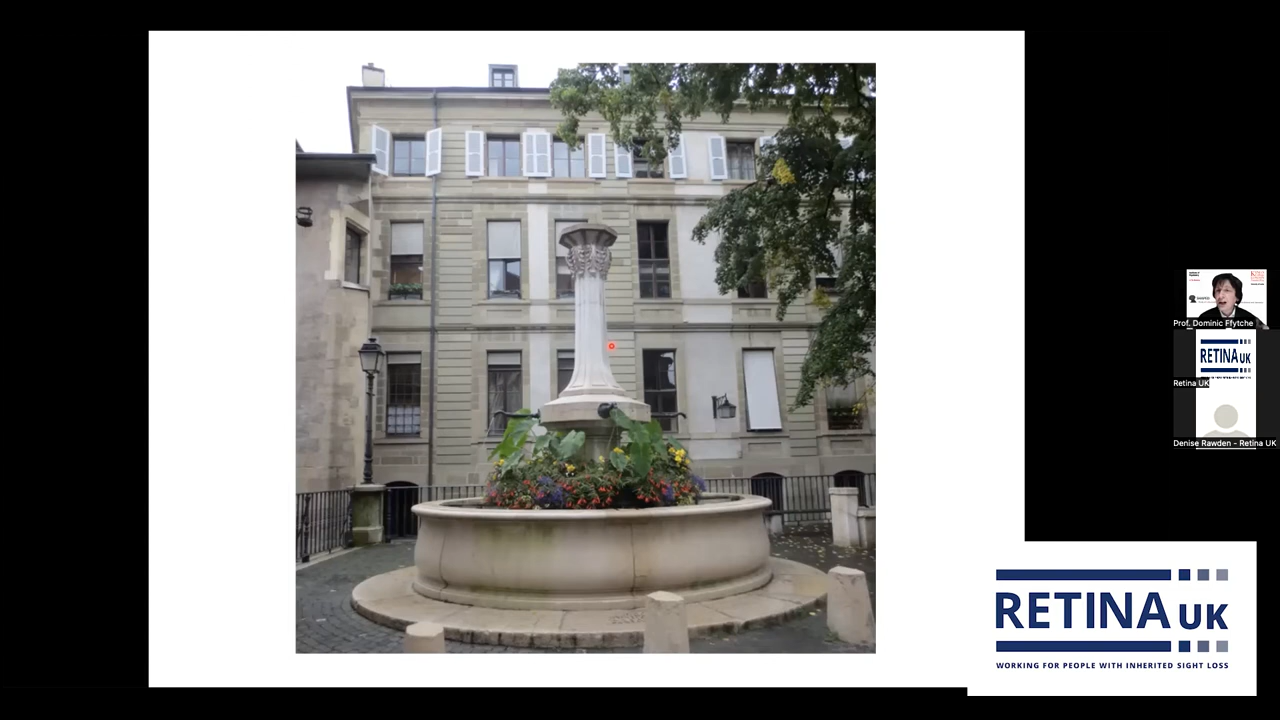 Prof. Dominic Ffytche
RETINA UK
Retina UK
Denise Rawden - Retina UK
RETINA UK
WORKING FOR PEOPLE WITH INHERITED SIGHT LOSS